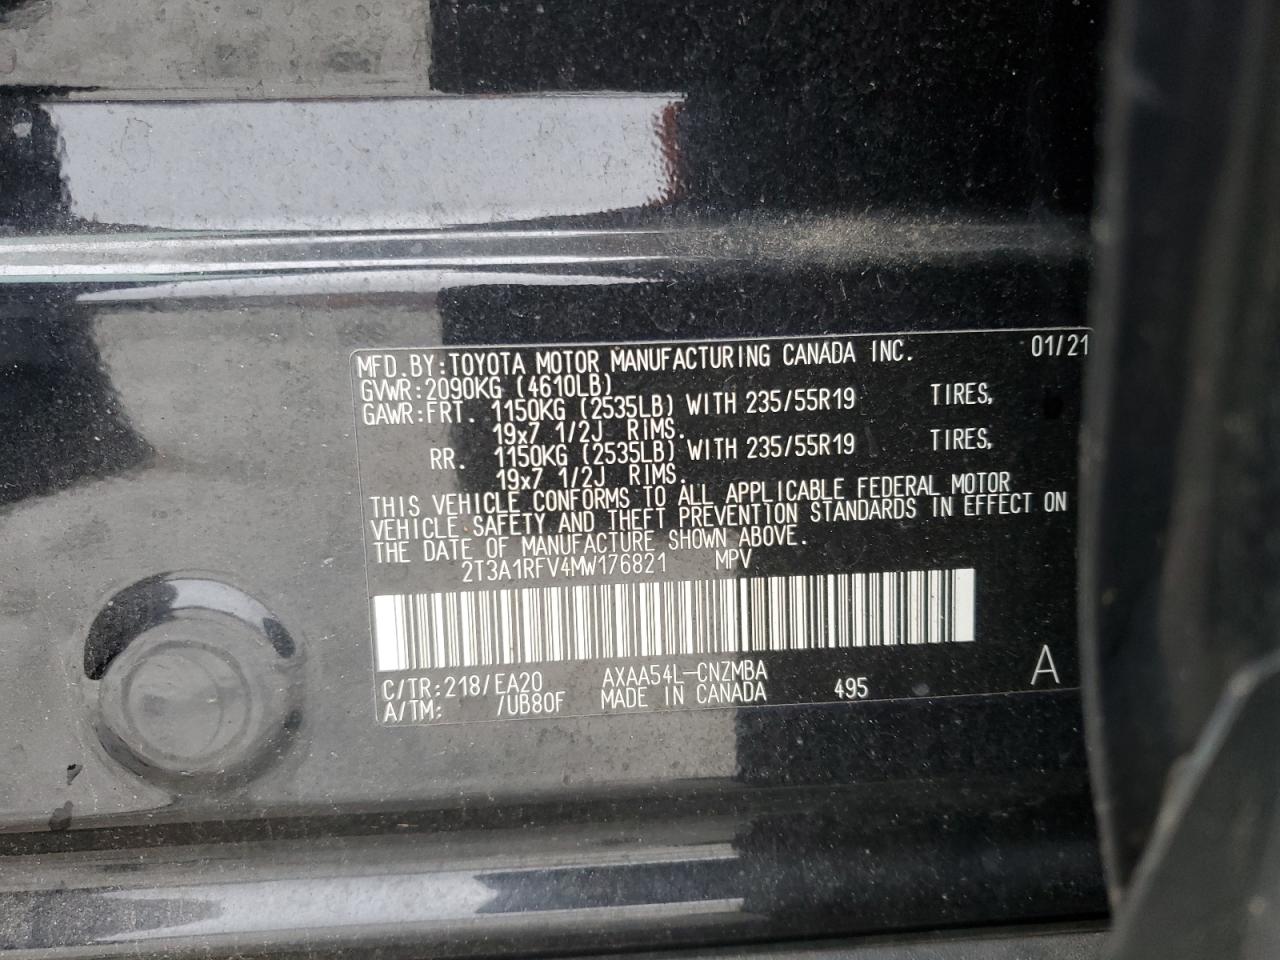 MFD.BY:TOYOTA MOTOR MANUFACTURING CANADA INC. 01/21
GVWR:2090KG (4610LB)
GAWR:FRT. 1150KG (2535LB) WITH 235/55R19 TIRES,
19x7 1/2J RIMS.
RR. 1150KG (2535LB) WITH 235/55R19 TIRES,
19x7 1/2J RIMS.
THIS VEHICLE CONFORMS TO ALL APPLICABLE FEDERAL MOTOR
VEHICLE SAFETY AND THEFT PREVENTION STANDARDS IN EFFECT ON
THE DATE OF MANUFACTURE SHOWN ABOVE.
2T3A1RFV4MW176821 MPV
C/TR:218/EA20 AXAA54L-CNZMBA A
A/TM: /UB80F MADE IN CANADA 495